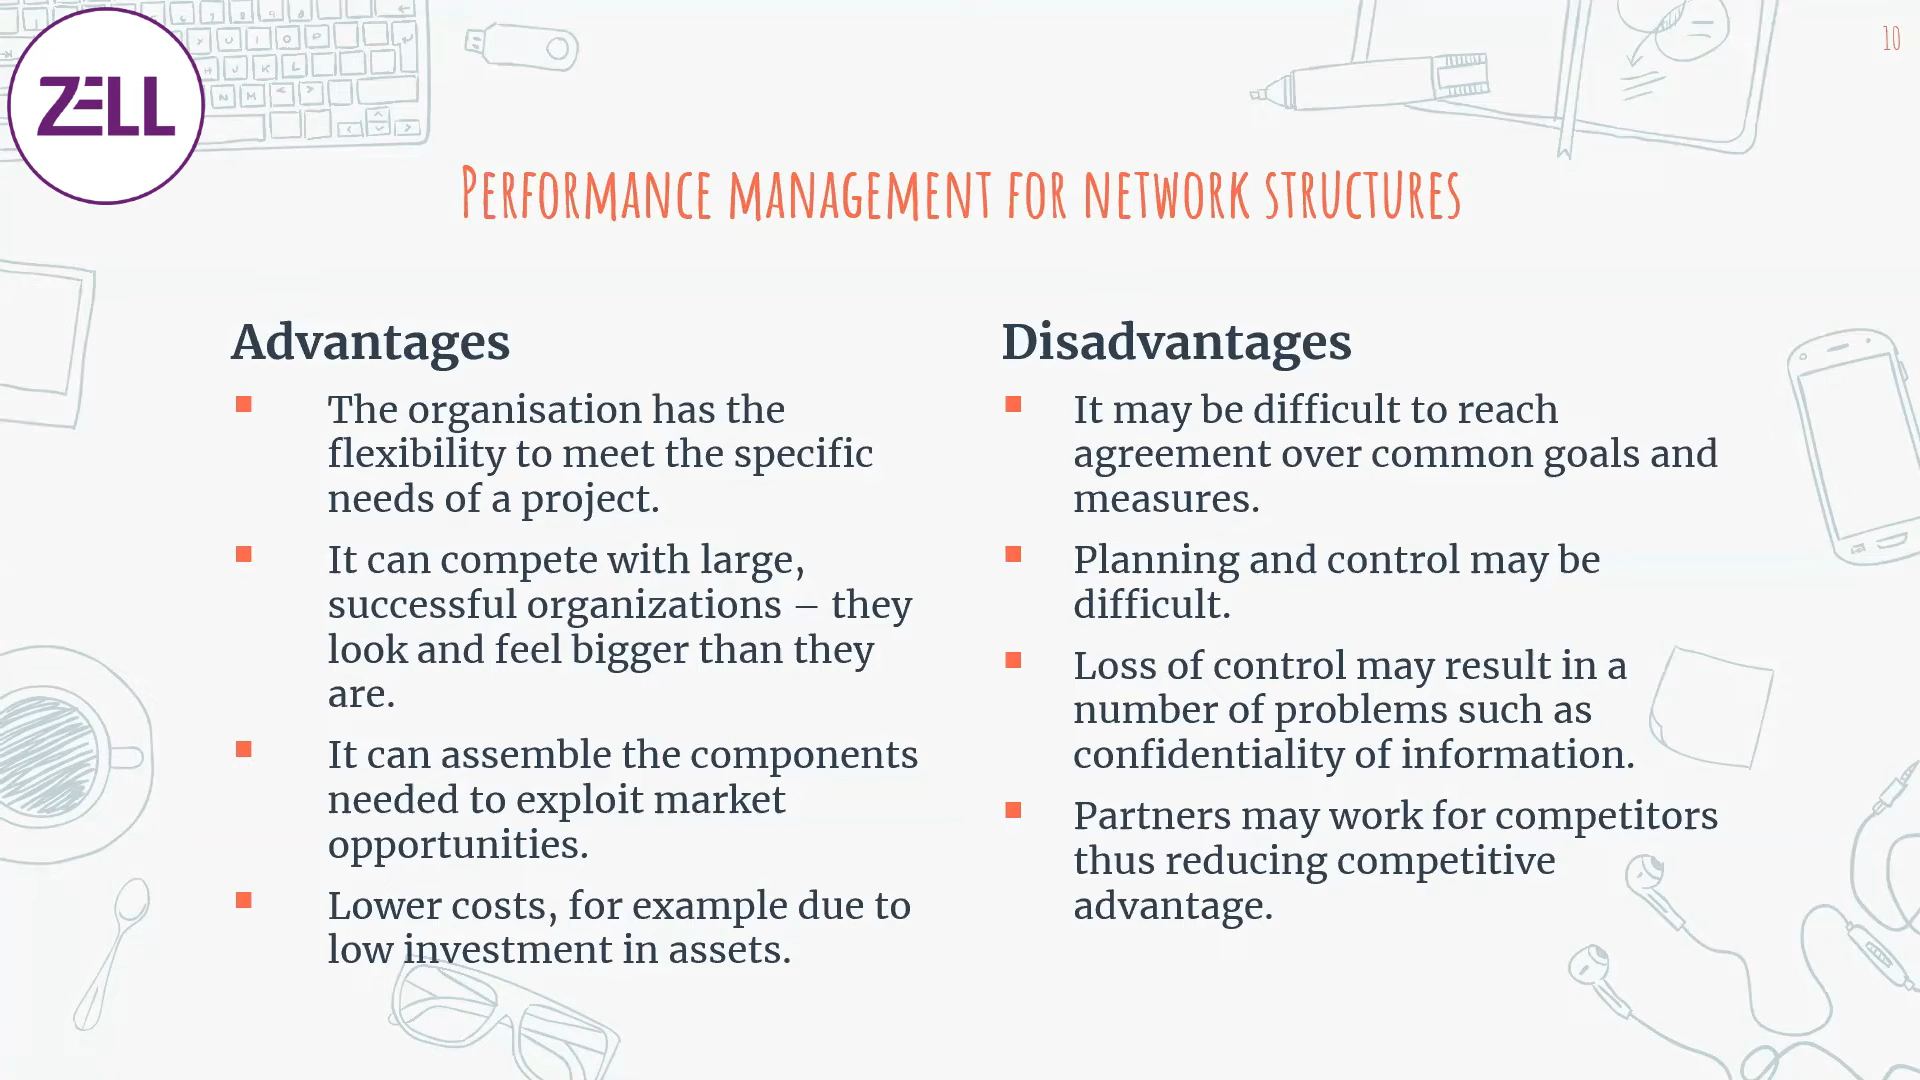 ZELL
10
Performance management for network structures
Advantages
The organisation has the
flexibility to meet the specific
needs of a project.
It can compete with large,
successful organizations – they
look and feel bigger than they
are.
It can assemble the components
needed to exploit market
opportunities.
Lower costs, for example due to
low investment in assets.
Disadvantages
It may be difficult to reach
agreement over common goals and
measures.
Planning and control may be
difficult.
Loss of control may result in a
number of problems such as
confidentiality of information.
Partners may work for competitors
thus reducing competitive
advantage.